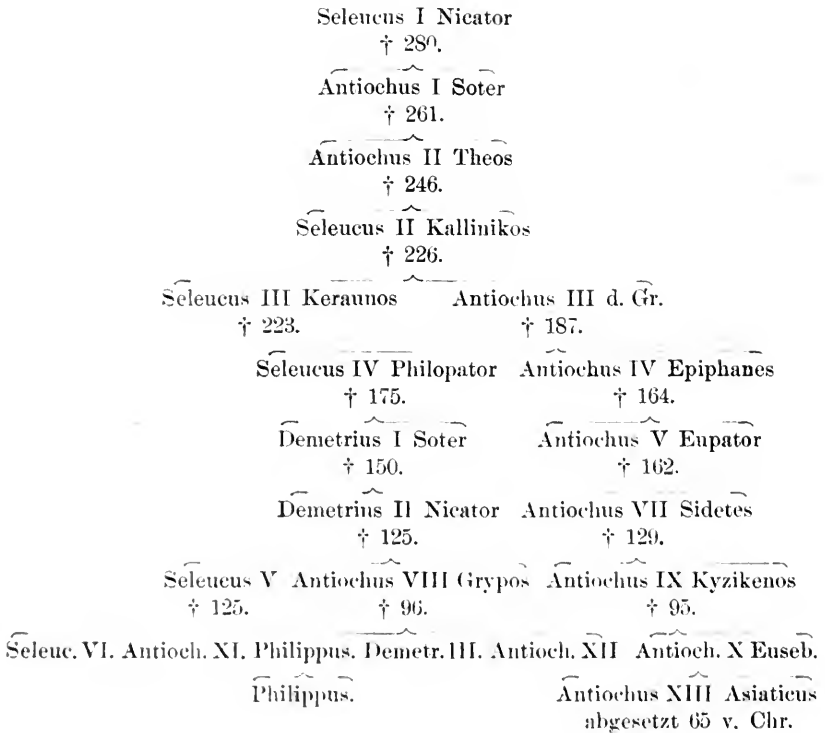 Seleucus I Nicator
† 280.
Antiochus I Soter
† 261.
Antiochus II Theos
† 246.
Seleucus II Kallinikos
† 226.
Seleucus III Keraunos Antiochus III d. Gr.
† 223. † 187.
Seleucus IV Philopator Antiochus IV Epiphanes
† 175. † 164.
Demetrius I Soter Antiochus V Eupator
† 150. † 162.
Demetrius II Nicator Antiochus VII Sidetes
† 125. † 129.
Seleucus V Antiochus VIII Grypos Antiochus IX Kyzikenos
† 125. † 96. † 95.
Seleuc. VI. Antioch. XI. Philippus. Demetr. III. Antioch. XII Antioch. X Euseb.
Philippus. Antiochus XIII Asiaticus
abgesetzt 65 v. Chr.